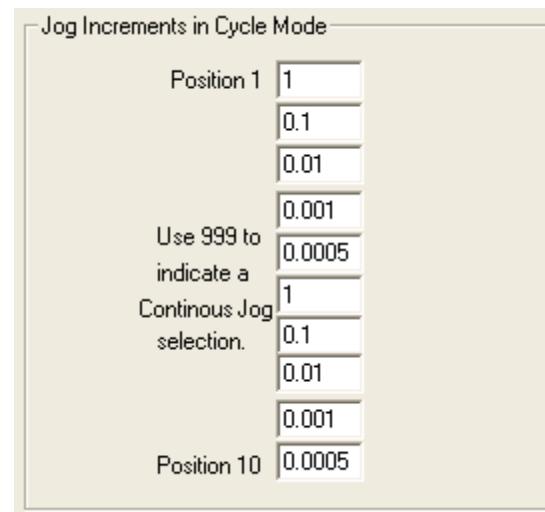 Jog Increments in Cycle Mode
Position 1 1
0.1
0.01
0.001
Use 999 to
0.0005
indicate a
1
Continous Jog
0.1
selection.
0.01
0.001
Position 10 0.0005